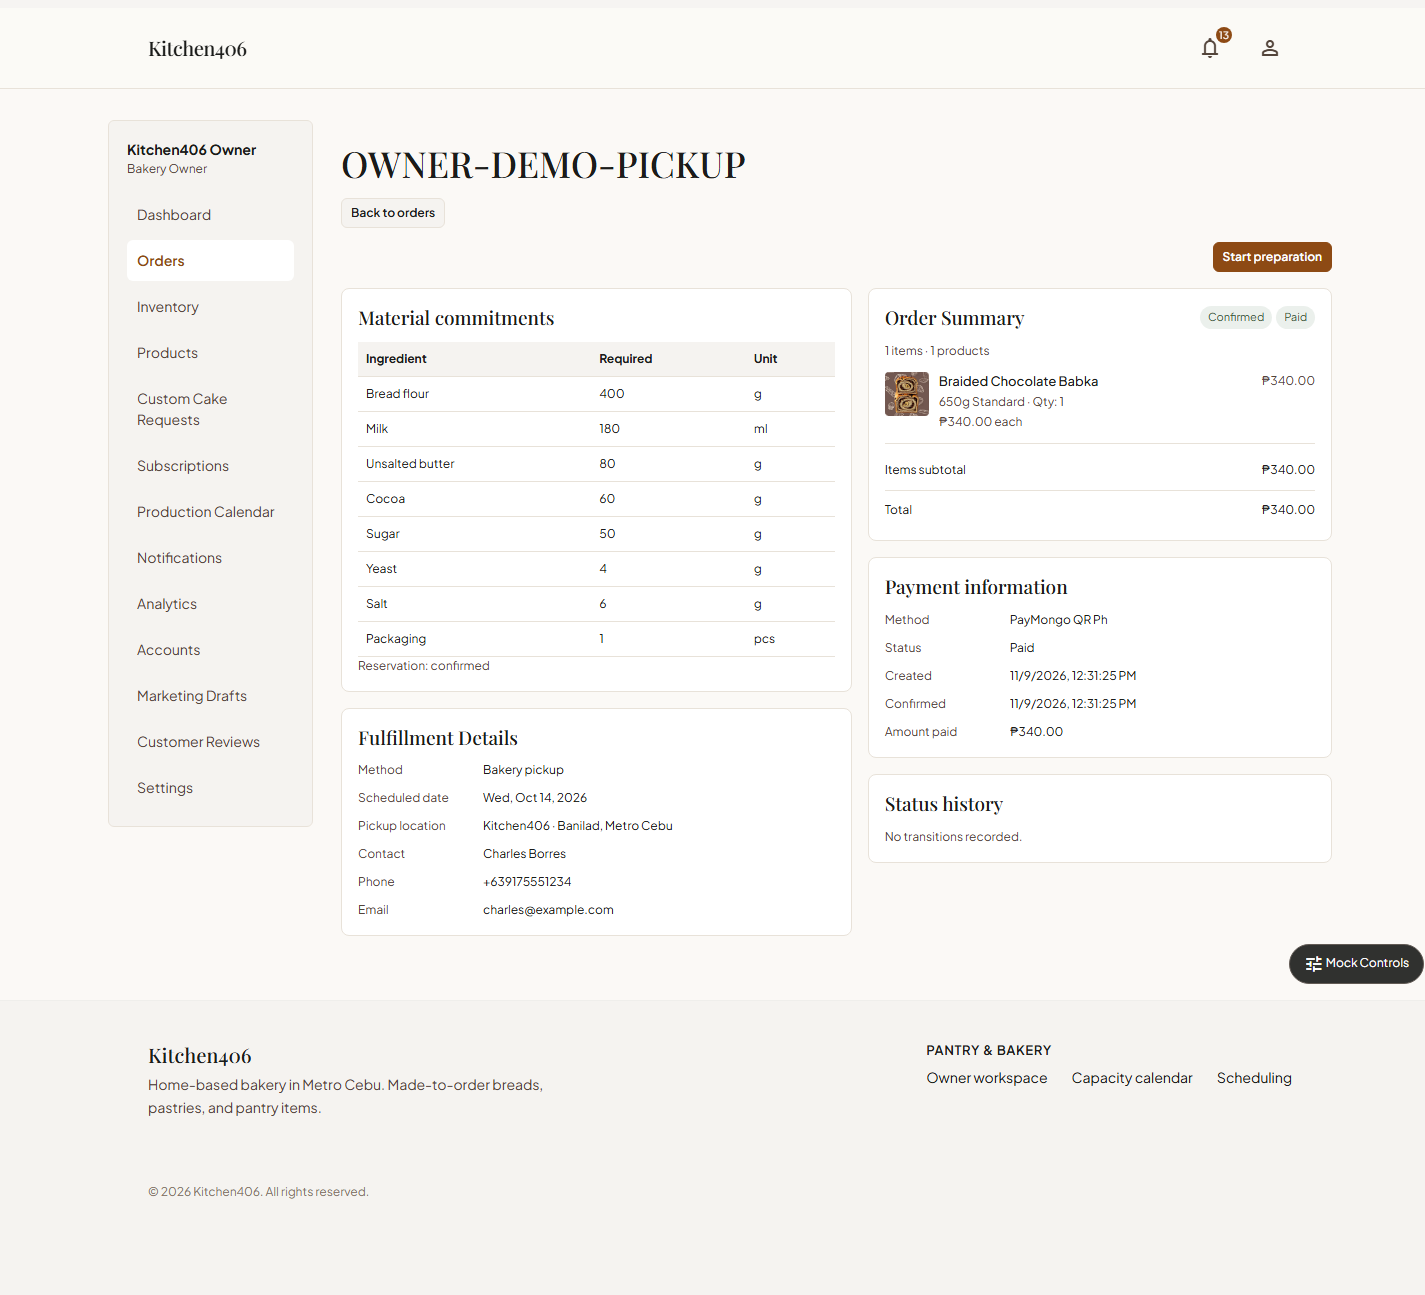 Kitchen406
13
Kitchen406 Owner
Bakery Owner
Dashboard
Orders
Inventory
Products
Custom Cake
Requests
Subscriptions
Production Calendar
Notifications
Analytics
Accounts
Marketing Drafts
Customer Reviews
Settings
OWNER-DEMO-PICKUP
Back to orders
Start preparation
Material commitments
Ingredient Required Unit
Bread flour 400 g
Milk 180 ml
Unsalted butter 80 g
Cocoa 60 g
Sugar 50 g
Yeast 4 g
Salt 6 g
Packaging 1 pcs
Reservation: confirmed
Fulfillment Details
Method Bakery pickup
Scheduled date Wed, Oct 14, 2026
Pickup location Kitchen406 · Banilad, Metro Cebu
Contact Charles Borres
Phone +639175551234
Email charles@example.com
Order Summary Confirmed Paid
1 items · 1 products
Braided Chocolate Babka ₱340.00
650g Standard · Qty: 1
₱340.00 each
Items subtotal ₱340.00
Total ₱340.00
Payment information
Method PayMongo QR Ph
Status Paid
Created 11/9/2026, 12:31:25 PM
Confirmed 11/9/2026, 12:31:25 PM
Amount paid ₱340.00
Status history
No transitions recorded.
Mock Controls
Kitchen406
Home-based bakery in Metro Cebu. Made-to-order breads,
pastries, and pantry items.
PANTRY & BAKERY
Owner workspace Capacity calendar Scheduling
© 2026 Kitchen406. All rights reserved.